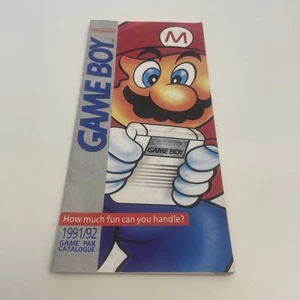 Nintendo
GAME BOY
M
GAME BOY
How much fun can you handle?
1991/92
GAME PAK
CATALOGUE